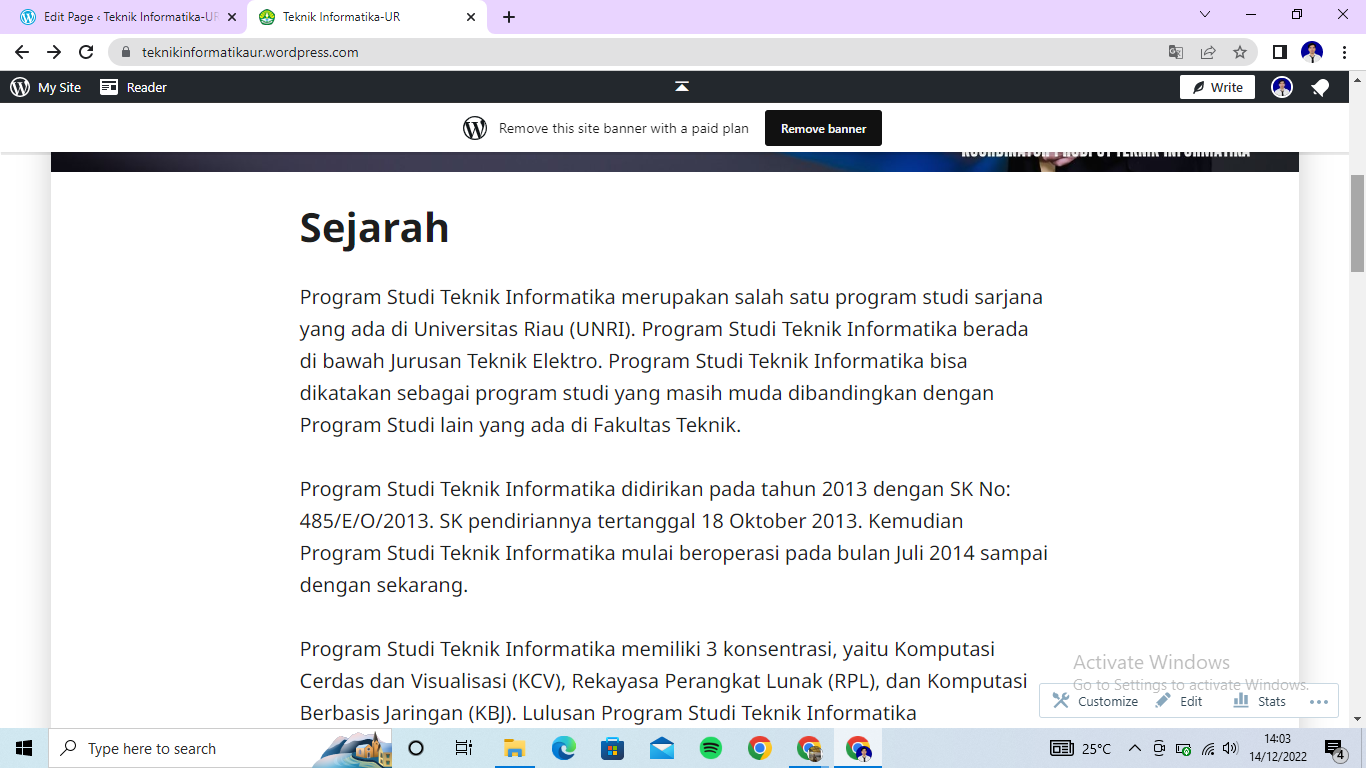 Edit Page ‹ Teknik Informatika-UR
Teknik Informatika-UR
teknikinformatikaur.wordpress.com
My Site
Reader
Write
Remove this site banner with a paid plan
Remove banner
KOORDINATOR PRODI S1 TEKNIK INFORMATIKA
Sejarah
Program Studi Teknik Informatika merupakan salah satu program studi sarjana
yang ada di Universitas Riau (UNRI). Program Studi Teknik Informatika berada
di bawah Jurusan Teknik Elektro. Program Studi Teknik Informatika bisa
dikatakan sebagai program studi yang masih muda dibandingkan dengan
Program Studi lain yang ada di Fakultas Teknik.
Program Studi Teknik Informatika didirikan pada tahun 2013 dengan SK No:
485/E/O/2013. SK pendiriannya tertanggal 18 Oktober 2013. Kemudian
Program Studi Teknik Informatika mulai beroperasi pada bulan Juli 2014 sampai
dengan sekarang.
Program Studi Teknik Informatika memiliki 3 konsentrasi, yaitu Komputasi
Cerdas dan Visualisasi (KCV), Rekayasa Perangkat Lunak (RPL), dan Komputasi
Berbasis Jaringan (KBJ). Lulusan Program Studi Teknik Informatika
Activate Windows
Go to Settings to activate Windows.
Customize
Edit
Stats
Type here to search
25°C
14:03
14/12/2022
4